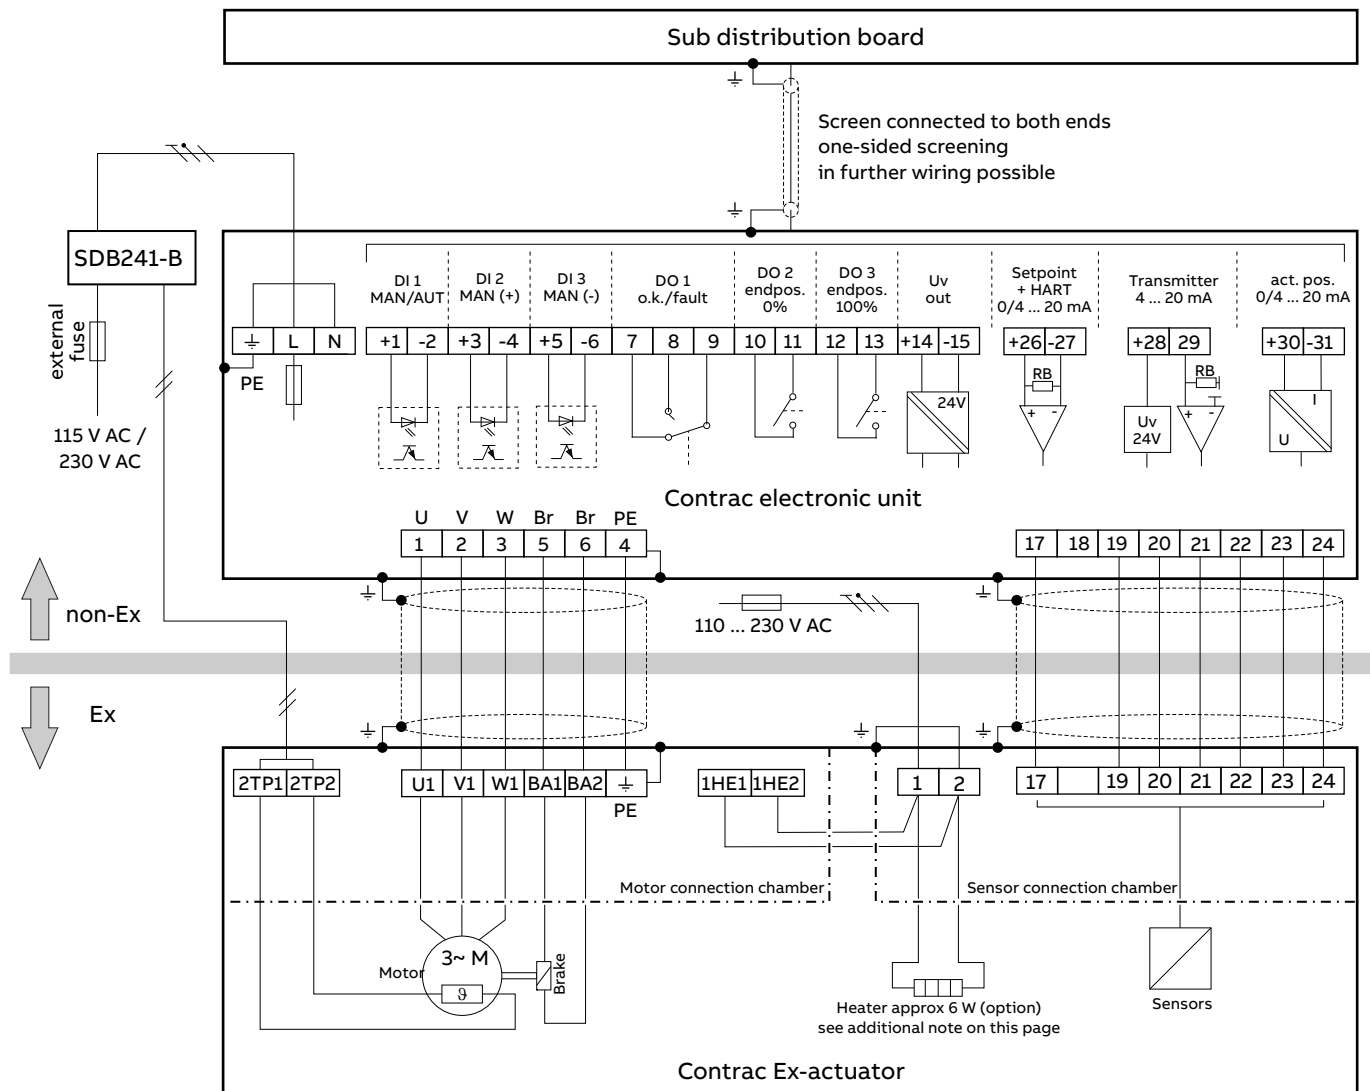 Sub distribution board
Screen connected to both ends
one-sided screening
in further wiring possible
SDB241-B
external
fuse
115 V AC /
230 V AC
DI 1
MAN/AUT
DI 2
MAN (+)
DI 3
MAN (-)
DO 1
o.k./fault
DO 2
endpos.
0%
DO 3
endpos.
100%
Uv
out
Setpoint
+ HART
0/4 ... 20 mA
Transmitter
4 ... 20 mA
act. pos.
0/4 ... 20 mA
L N +1 -2 +3 -4 +5 -6 7 8 9 10 11 12 13 +14 -15 +26 -27 +28 29 +30 -31
PE
RB
RB
24V
+ -
Uv
24V
+ -
I
U
Contrac electronic unit
U V W Br Br PE
1 2 3 5 6 4
17 18 19 20 21 22 23 24
non-Ex
110 ... 230 V AC
Ex
2TP1 2TP2 U1 V1 W1 BA1 BA2
PE
1HE1 1HE2
1 2
17 19 20 21 22 23 24
Motor connection chamber
Sensor connection chamber
Motor
3~ M
ϑ
Brake
Heater approx 6 W (option)
see additional note on this page
Sensors
Contrac Ex-actuator